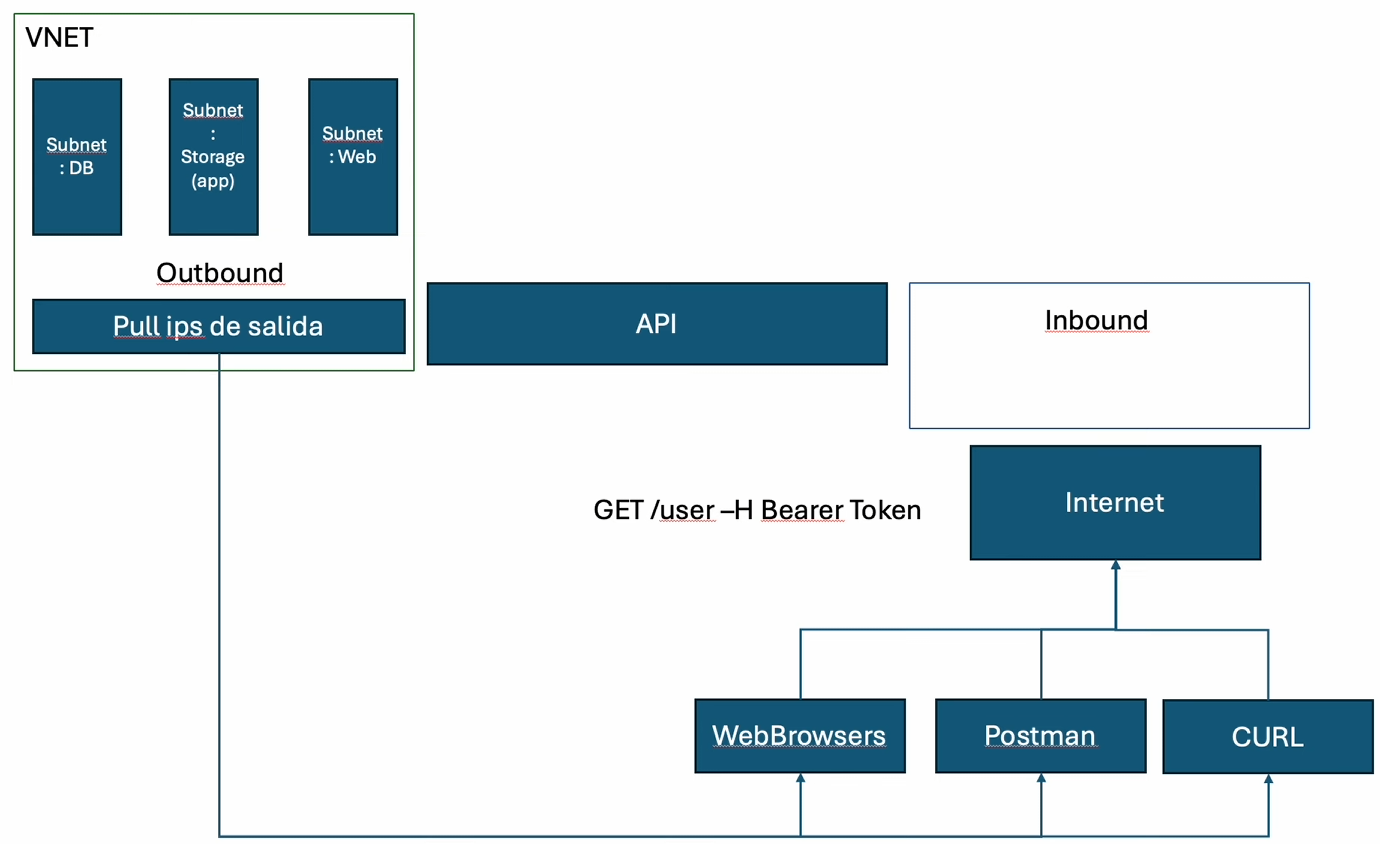 VNET
Subnet
: DB
Subnet
:
Storage
(app)
Subnet
: Web
Outbound
Pull ips de salida
API
Inbound
GET /user –H Bearer Token
Internet
WebBrowsers
Postman
CURL